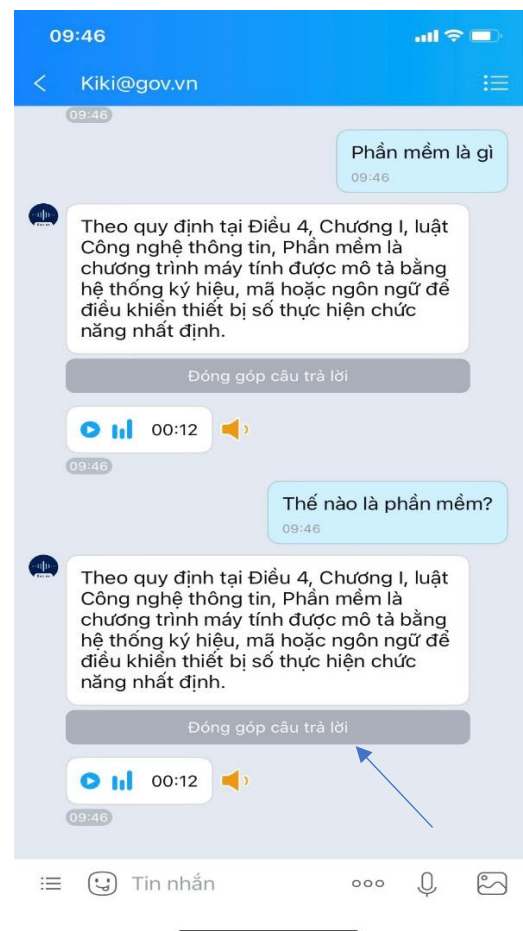 09:46
Kiki@gov.vn
09:46
Phần mềm là gì
09:46
Theo quy định tại Điều 4, Chương I, luật
Công nghệ thông tin, Phần mềm là
chương trình máy tính được mô tả bằng
hệ thống ký hiệu, mã hoặc ngôn ngữ để
điều khiển thiết bị số thực hiện chức
năng nhất định.
Đóng góp câu trả lời
00:12
09:46
Thế nào là phần mềm?
09:46
Theo quy định tại Điều 4, Chương I, luật
Công nghệ thông tin, Phần mềm là
chương trình máy tính được mô tả bằng
hệ thống ký hiệu, mã hoặc ngôn ngữ để
điều khiển thiết bị số thực hiện chức
năng nhất định.
Đóng góp câu trả lời
00:12
09:46
Tin nhắn